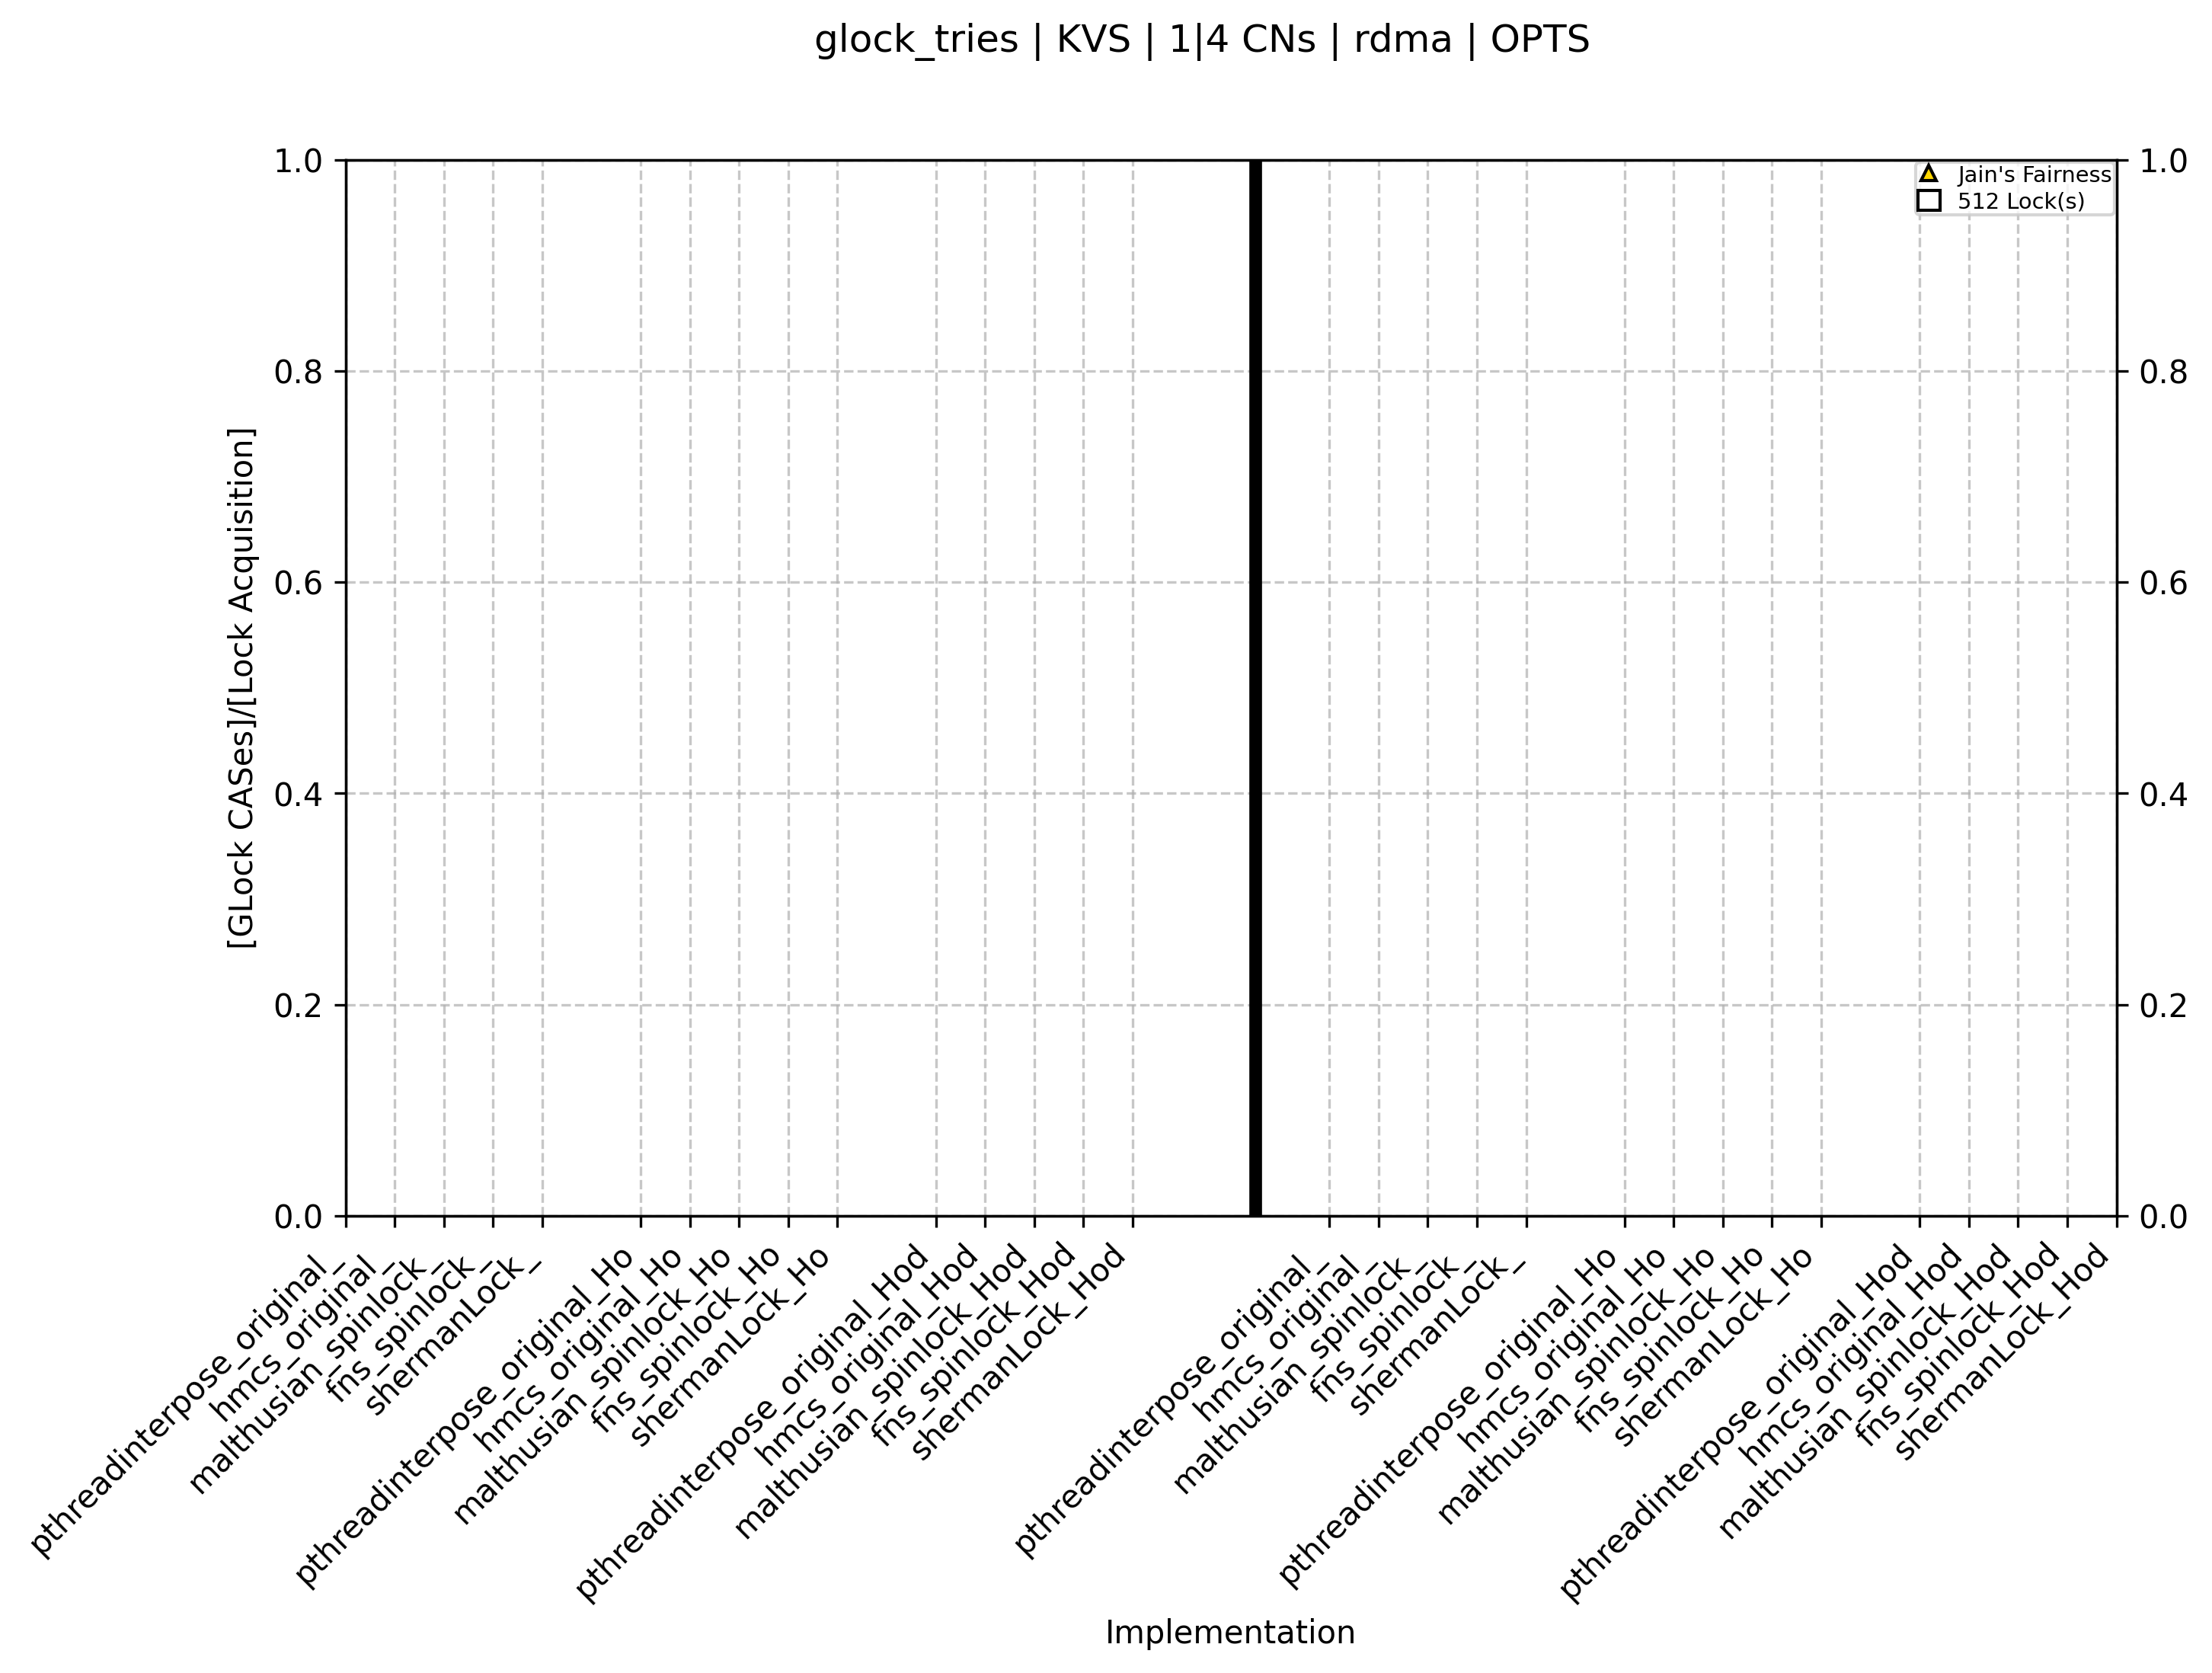 glock_tries | KVS | 1|4 CNs | rdma | OPTS
1.0
0.8
0.6
0.4
0.2
0.0
[GLock CASes]/[Lock Acquisition]
Jain's Fairness
512 Lock(s)
1.0
0.8
0.6
0.4
0.2
0.0
pthreadinterpose_original_
hmcs_original_
malthusian_spinlock_
fns_spinlock_
shermanLock_
pthreadinterpose_original_Ho
hmcs_original_Ho
malthusian_spinlock_Ho
fns_spinlock_Ho
shermanLock_Ho
pthreadinterpose_original_Hod
hmcs_original_Hod
malthusian_spinlock_Hod
fns_spinlock_Hod
shermanLock_Hod
pthreadinterpose_original_
hmcs_original_
malthusian_spinlock_
fns_spinlock_
shermanLock_
pthreadinterpose_original_Ho
hmcs_original_Ho
malthusian_spinlock_Ho
fns_spinlock_Ho
shermanLock_Ho
pthreadinterpose_original_Hod
hmcs_original_Hod
malthusian_spinlock_Hod
fns_spinlock_Hod
shermanLock_Hod
Implementation